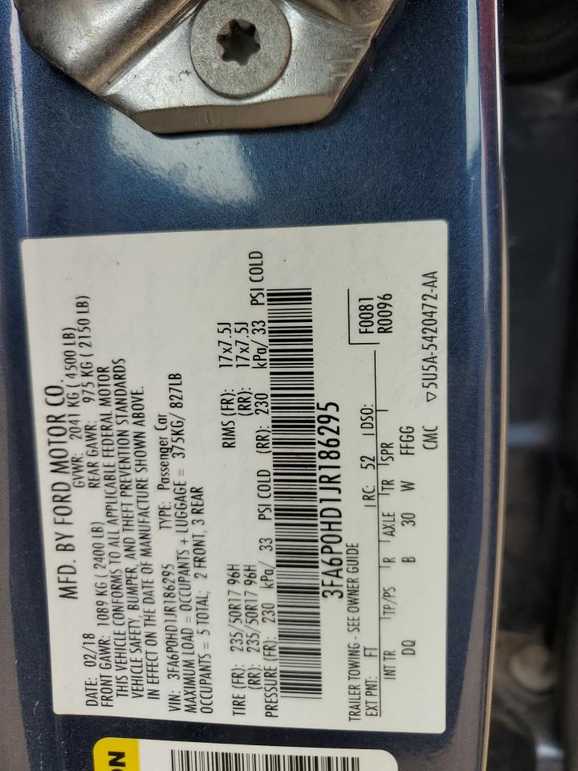 MFD. BY FORD MOTOR CO.
DATE: 02/18 GVWR: 2041 KG ( 4500 LB)
FRONT GAWR: 1089 KG ( 2400 LB) REAR GAWR: 975 KG ( 2150 LB)
THIS VEHICLE CONFORMS TO ALL APPLICABLE FEDERAL MOTOR
VEHICLE SAFETY, BUMPER, AND THEFT PREVENTION STANDARDS
IN EFFECT ON THE DATE OF MANUFACTURE SHOWN ABOVE.
VIN: 3FA6P0HD1JR186295 TYPE: Passenger Car
MAXIMUM LOAD = OCCUPANTS + LUGGAGE = 375KG/ 827LB
OCCUPANTS = 5 TOTAL; 2 FRONT, 3 REAR
TIRE (FR): 235/50R17 96H RIMS (FR): 17x7.5J
(RR): 235/50R17 96H (RR): 17x7.5J
PRESSURE (FR): 230 kPa/ 33 PSI COLD (RR): 230 kPa/ 33 PSI COLD
3FA6P0HD1JR186295
TRAILER TOWING - SEE OWNER GUIDE F0081
EXT PNT: FT RC: 52 DSO: R0096
INT TR TP/PS R AXLE TR SPR
DQ B 30 W FFGG
CMC ▽5U5A-5420472-AA
ON